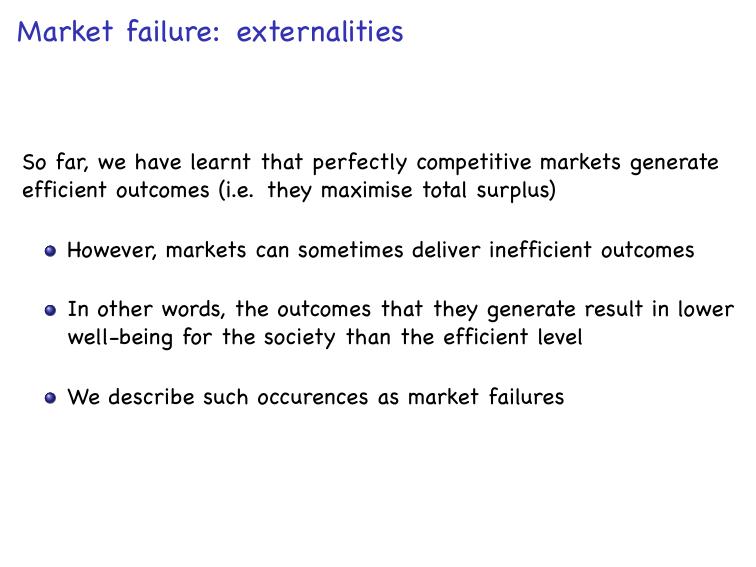 Market failure: externalities
So far, we have learnt that perfectly competitive markets generate
efficient outcomes (i.e. they maximise total surplus)
However, markets can sometimes deliver inefficient outcomes
In other words, the outcomes that they generate result in lower
well-being for the society than the efficient level
We describe such occurences as market failures